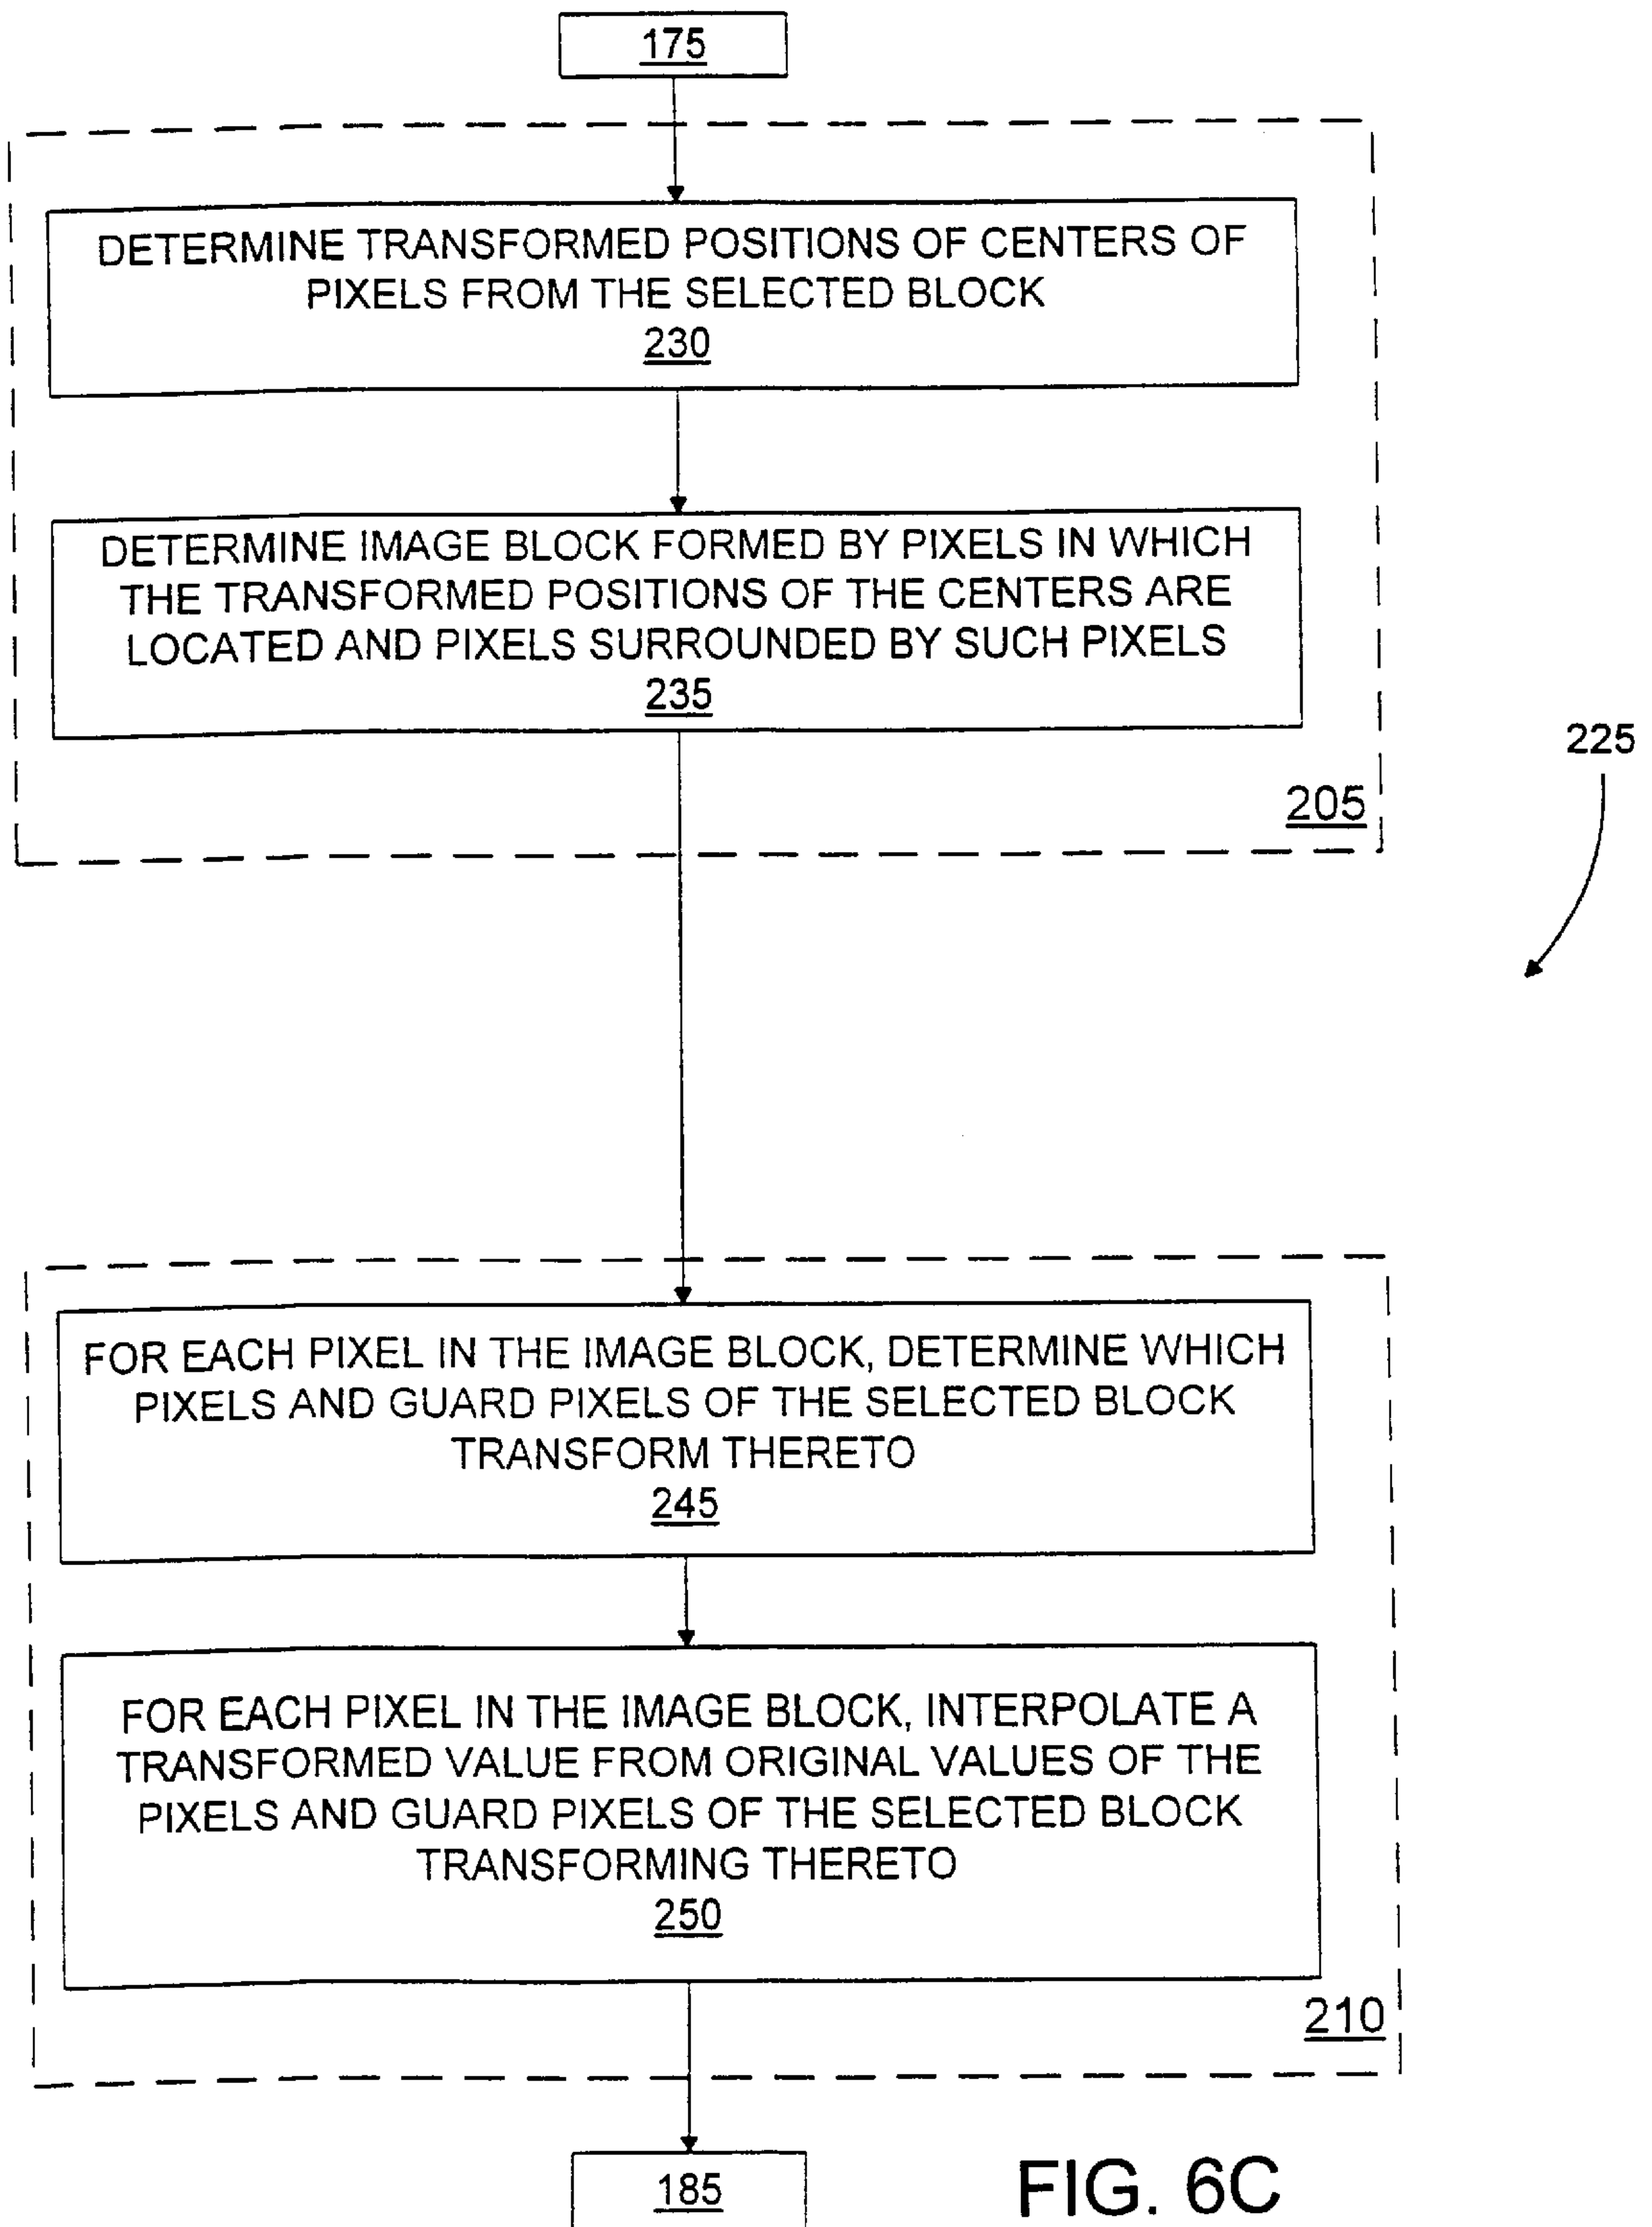 175
DETERMINE TRANSFORMED POSITIONS OF CENTERS OF
PIXELS FROM THE SELECTED BLOCK
230
DETERMINE IMAGE BLOCK FORMED BY PIXELS IN WHICH
THE TRANSFORMED POSITIONS OF THE CENTERS ARE
LOCATED AND PIXELS SURROUNDED BY SUCH PIXELS
235
205
225
FOR EACH PIXEL IN THE IMAGE BLOCK, DETERMINE WHICH
PIXELS AND GUARD PIXELS OF THE SELECTED BLOCK
TRANSFORM THERETO
245
FOR EACH PIXEL IN THE IMAGE BLOCK, INTERPOLATE A
TRANSFORMED VALUE FROM ORIGINAL VALUES OF THE
PIXELS AND GUARD PIXELS OF THE SELECTED BLOCK
TRANSFORMING THERETO
250
210
185
FIG. 6C